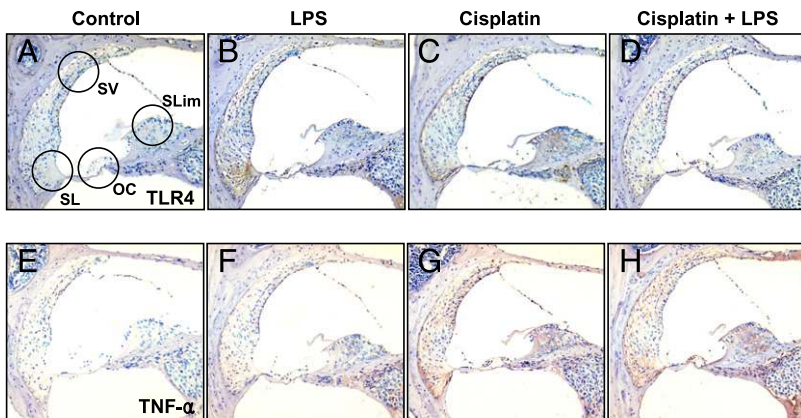 Control LPS Cisplatin Cisplatin + LPS
A B C D
SV
SLim
SL OC
TLR4
E F G H
TNF-α